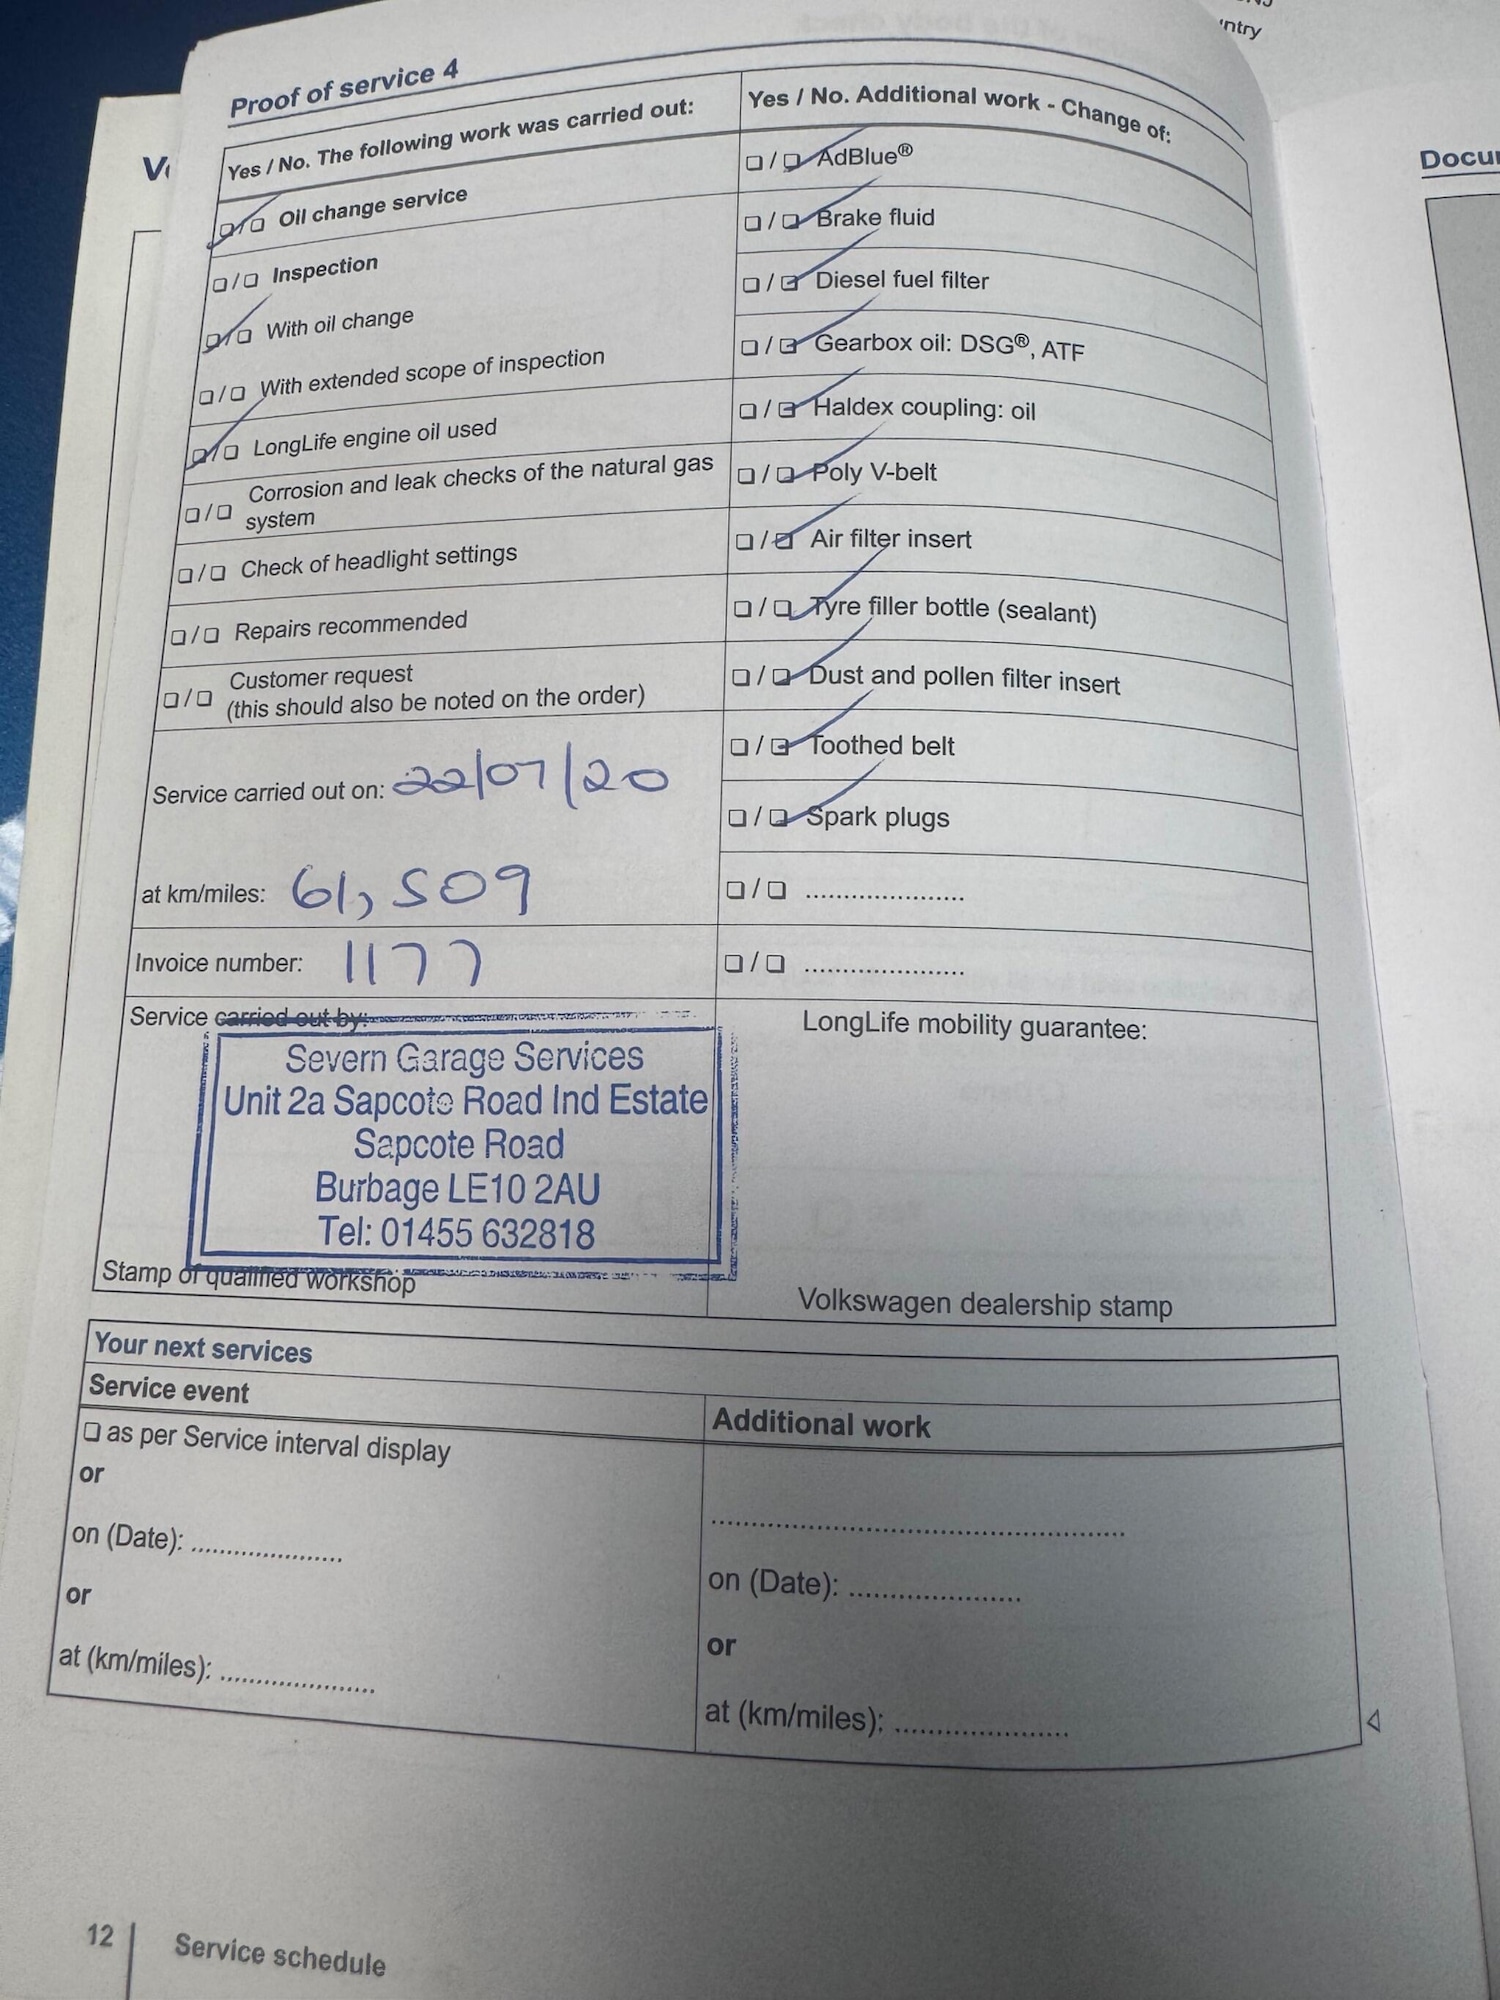 Proof of service 4
Yes / No. The following work was carried out:
❏/❏ Oil change service
❏/❏ Inspection
❏/❏ With oil change
❏/❏ With extended scope of inspection
❏/❏ LongLife engine oil used
❏/❏ Corrosion and leak checks of the natural gas
system
❏/❏ Check of headlight settings
❏/❏ Repairs recommended
❏/❏ Customer request
(this should also be noted on the order)
Service carried out on: 22/07/20
at km/miles: 61,509
Invoice number: 1177
Service carried out by:
Severn Garage Services
Unit 2a Sapcote Road Ind Estate
Sapcote Road
Burbage LE10 2AU
Tel: 01455 632818
Stamp of qualified workshop
Yes / No. Additional work - Change of:
❏/❏ AdBlue®
❏/❏ Brake fluid
❏/❏ Diesel fuel filter
❏/❏ Gearbox oil: DSG®, ATF
❏/❏ Haldex coupling: oil
❏/❏ Poly V-belt
❏/❏ Air filter insert
❏/❏ Tyre filler bottle (sealant)
❏/❏ Dust and pollen filter insert
❏/❏ Toothed belt
❏/❏ Spark plugs
❏/❏ ......................
❏/❏ ......................
LongLife mobility guarantee:
Volkswagen dealership stamp
Your next services
Service event
❏ as per Service interval display
or
on (Date): ......................
or
at (km/miles): ......................
Additional work
............................................................
on (Date): ........................
or
at (km/miles): ........................
12
Service schedule